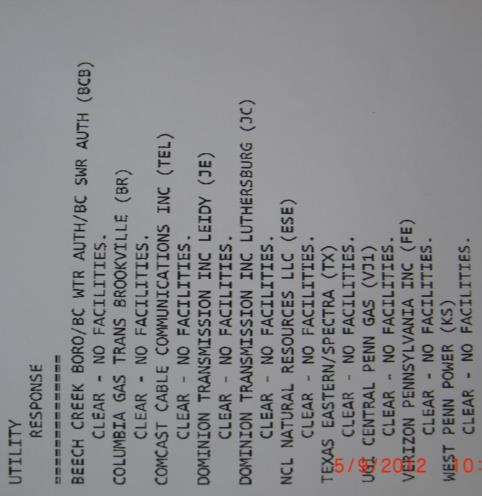 UTILITY
RESPONSE
==================
BEECH CREEK BORO/BC WTR AUTH/BC SWR AUTH (BCB)
CLEAR - NO FACILITIES.
COLUMBIA GAS TRANS BROOKVILLE (BR)
CLEAR - NO FACILITIES.
COMCAST CABLE COMMUNICATIONS INC (TEL)
CLEAR - NO FACILITIES.
DOMINION TRANSMISSION INC LEIDY (JE)
CLEAR - NO FACILITIES.
DOMINION TRANSMISSION INC LUTHERSBURG (JC)
CLEAR - NO FACILITIES.
NCL NATURAL RESOURCES LLC (ESE)
CLEAR - NO FACILITIES.
TEXAS EASTERN/SPECTRA (TX)
CLEAR - NO FACILITIES.
UGI CENTRAL PENN GAS (VJ1)
CLEAR - NO FACILITIES.
VERIZON PENNSYLVANIA INC (FE)
CLEAR - NO FACILITIES.
WEST PENN POWER (KS)
CLEAR - NO FACILITIES.
5/9/2012 10: